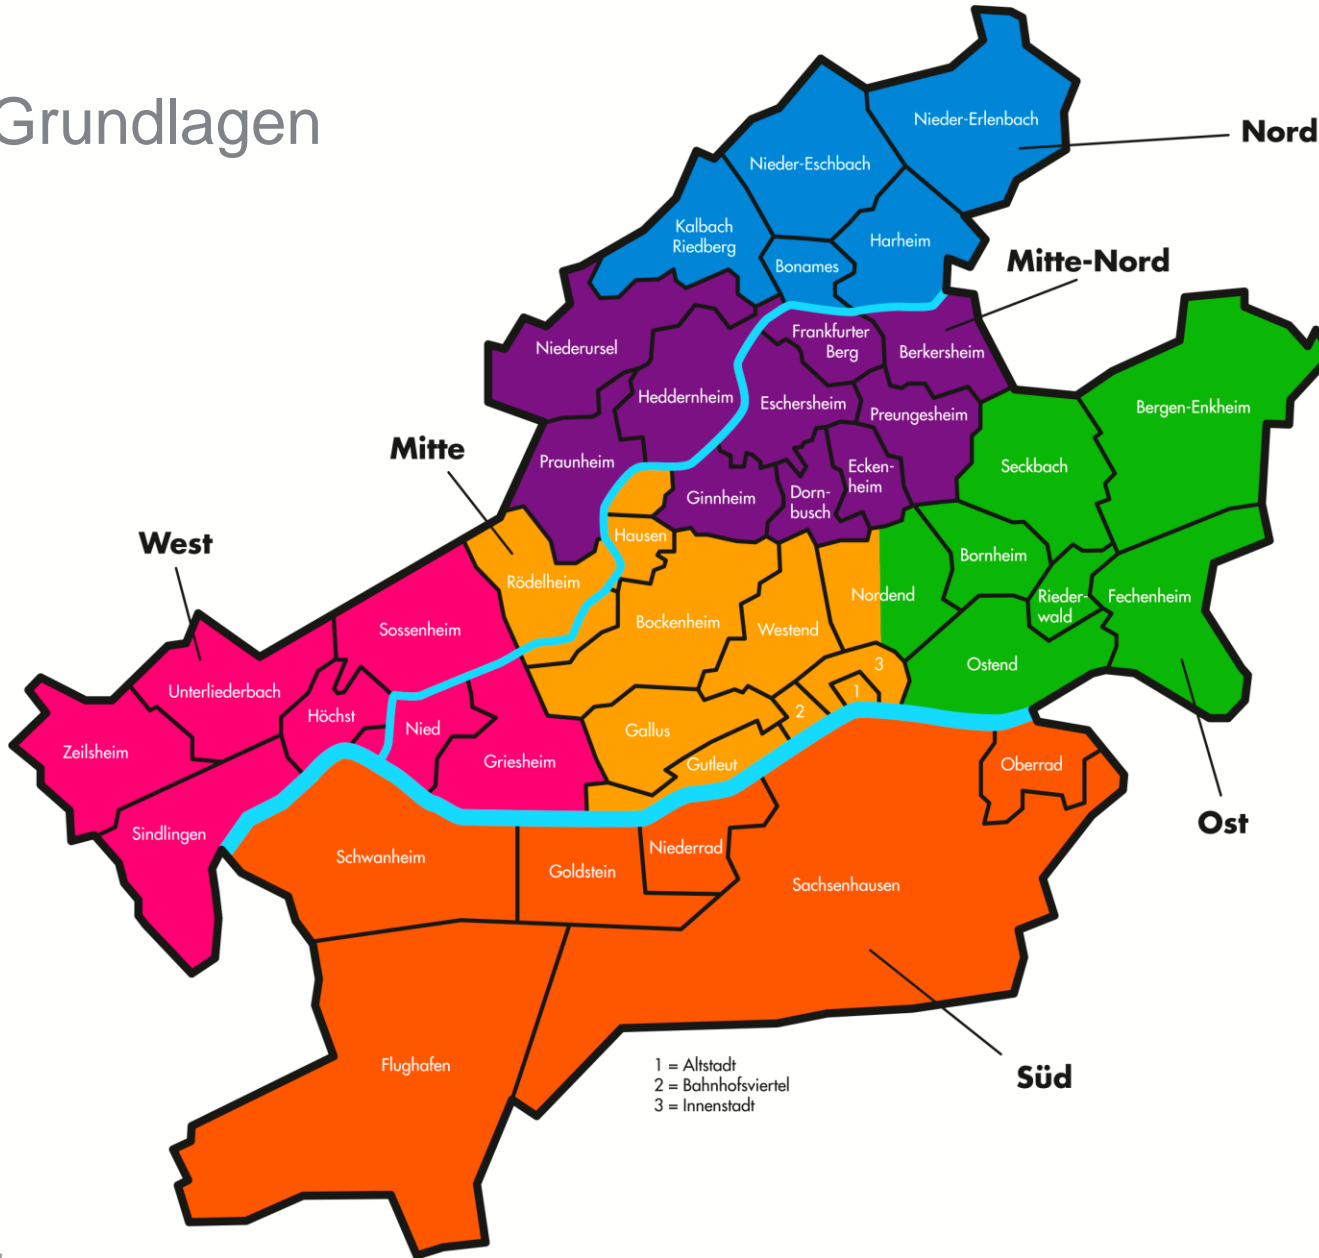 Grundlagen
Nieder-Erlenbach
Nord
Nieder-Eschbach
Kalbach
Riedberg
Harheim
Bonames
Mitte-Nord
Frankfurter
Berg
Berkersheim
Niederursel
Heddernheim
Eschersheim
Preungesheim
Bergen-Enkheim
Mitte
Praunheim
Seckbach
Ginnheim
Dorn-
busch
Ecken-
heim
West
Hausen
Rödelheim
Bornheim
Nordend
Rieder-
wald
Fechenheim
Sossenheim
Bockenheim
Westend
Ostend
3
Unterliederbach
1
2
Höchst
Nied
Gallus
Zeilsheim
Griesheim
Gutleut
Oberrad
Ost
Sindlingen
Schwanheim
Goldstein
Niederrad
Sachsenhausen
Flughafen
Süd
1 = Altstadt
2 = Bahnhofsviertel
3 = Innenstadt